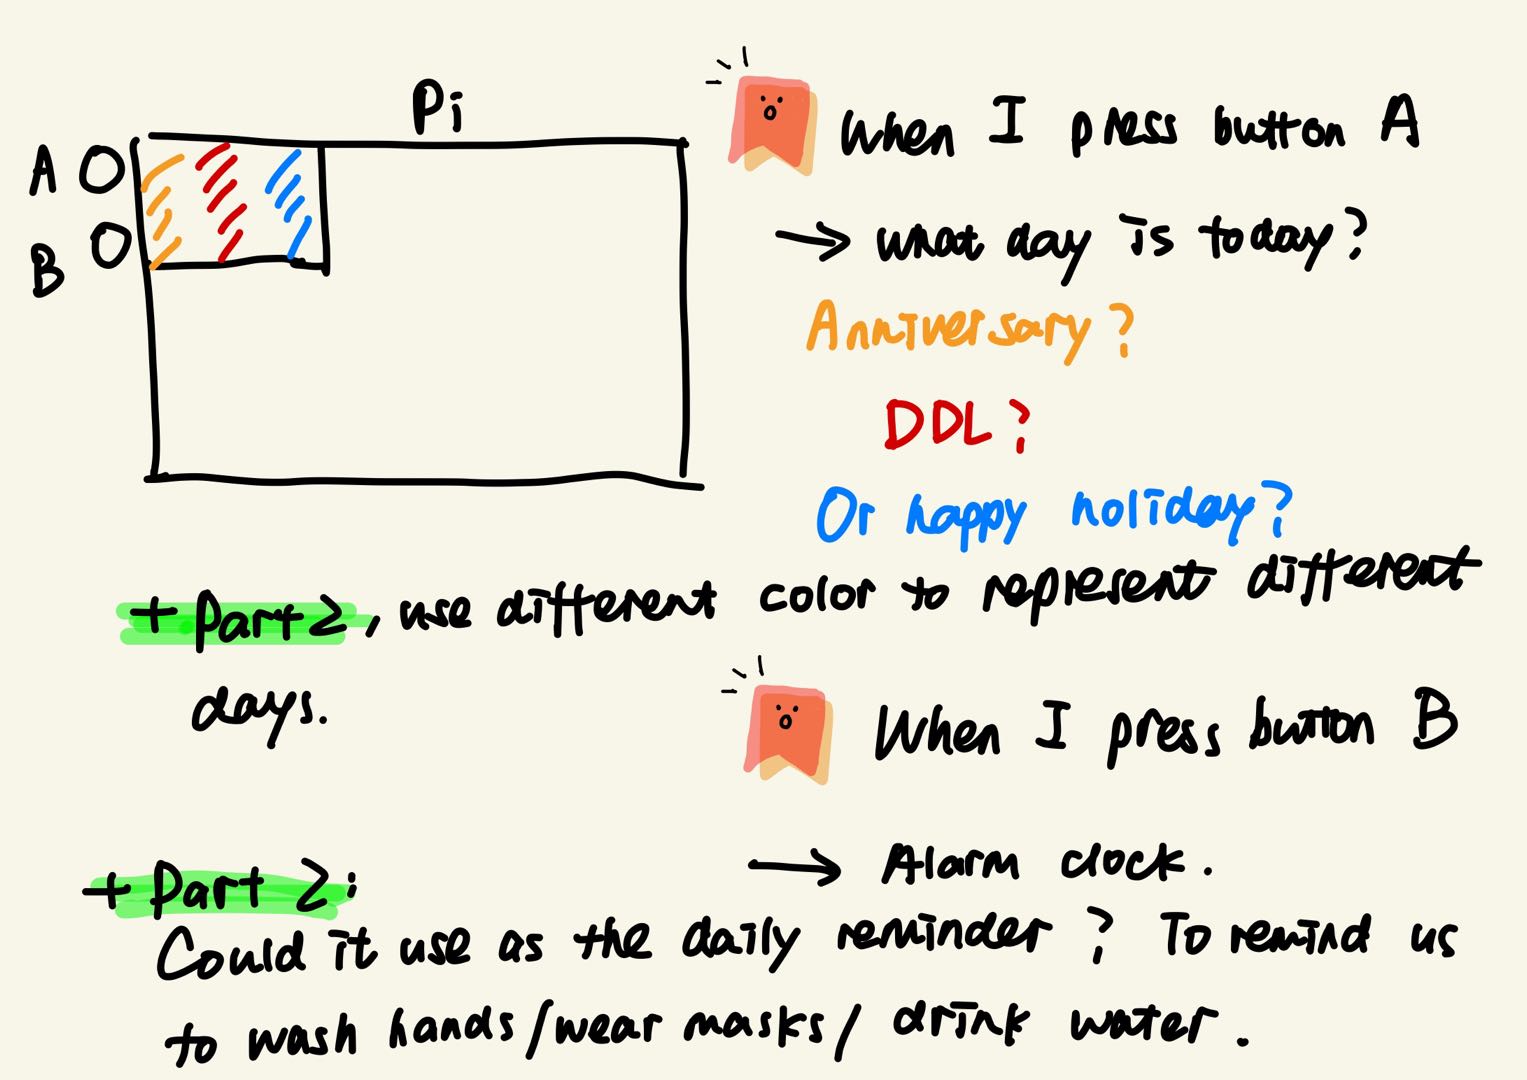 Pi
A
B
When I press button A
→ what day is today?
Anniversary?
DDL?
Or happy holiday?
+ Part 2, use different color to represent different
days.
When I press button B
→ Alarm clock.
+ Part 2:
Could it use as the daily reminder? To remind us
to wash hands/wear masks/ drink water.